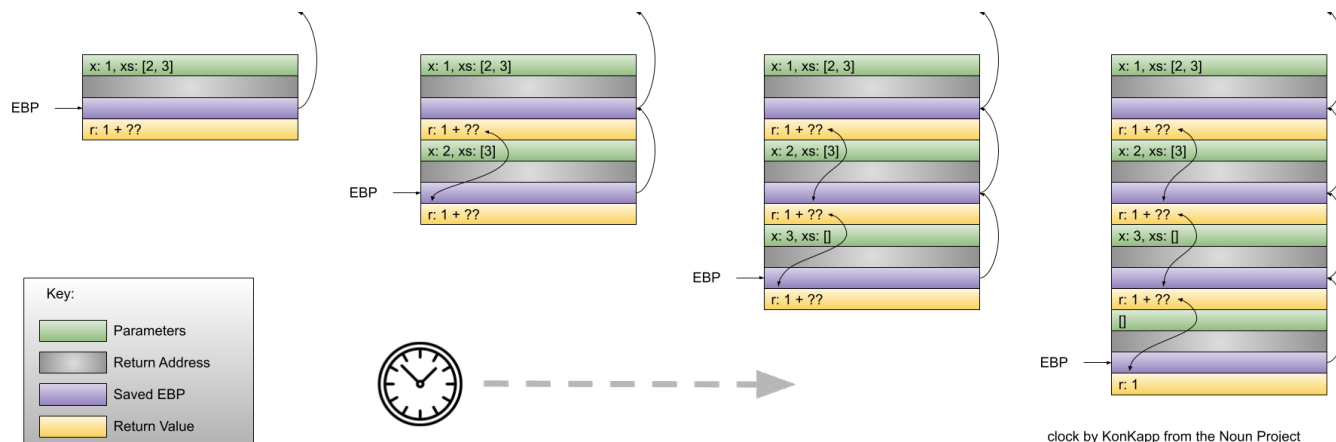 x: 1, xs: [2, 3]
EBP
r: 1 + ??
x: 1, xs: [2, 3]
r: 1 + ??
x: 2, xs: [3]
EBP
r: 1 + ??
x: 1, xs: [2, 3]
r: 1 + ??
x: 2, xs: [3]
r: 1 + ??
x: 3, xs: []
EBP
r: 1 + ??
x: 1, xs: [2, 3]
r: 1 + ??
x: 2, xs: [3]
r: 1 + ??
x: 3, xs: []
r: 1 + ??
[]
EBP
r: 1
Key:
Parameters
Return Address
Saved EBP
Return Value
clock by KonKapp from the Noun Project